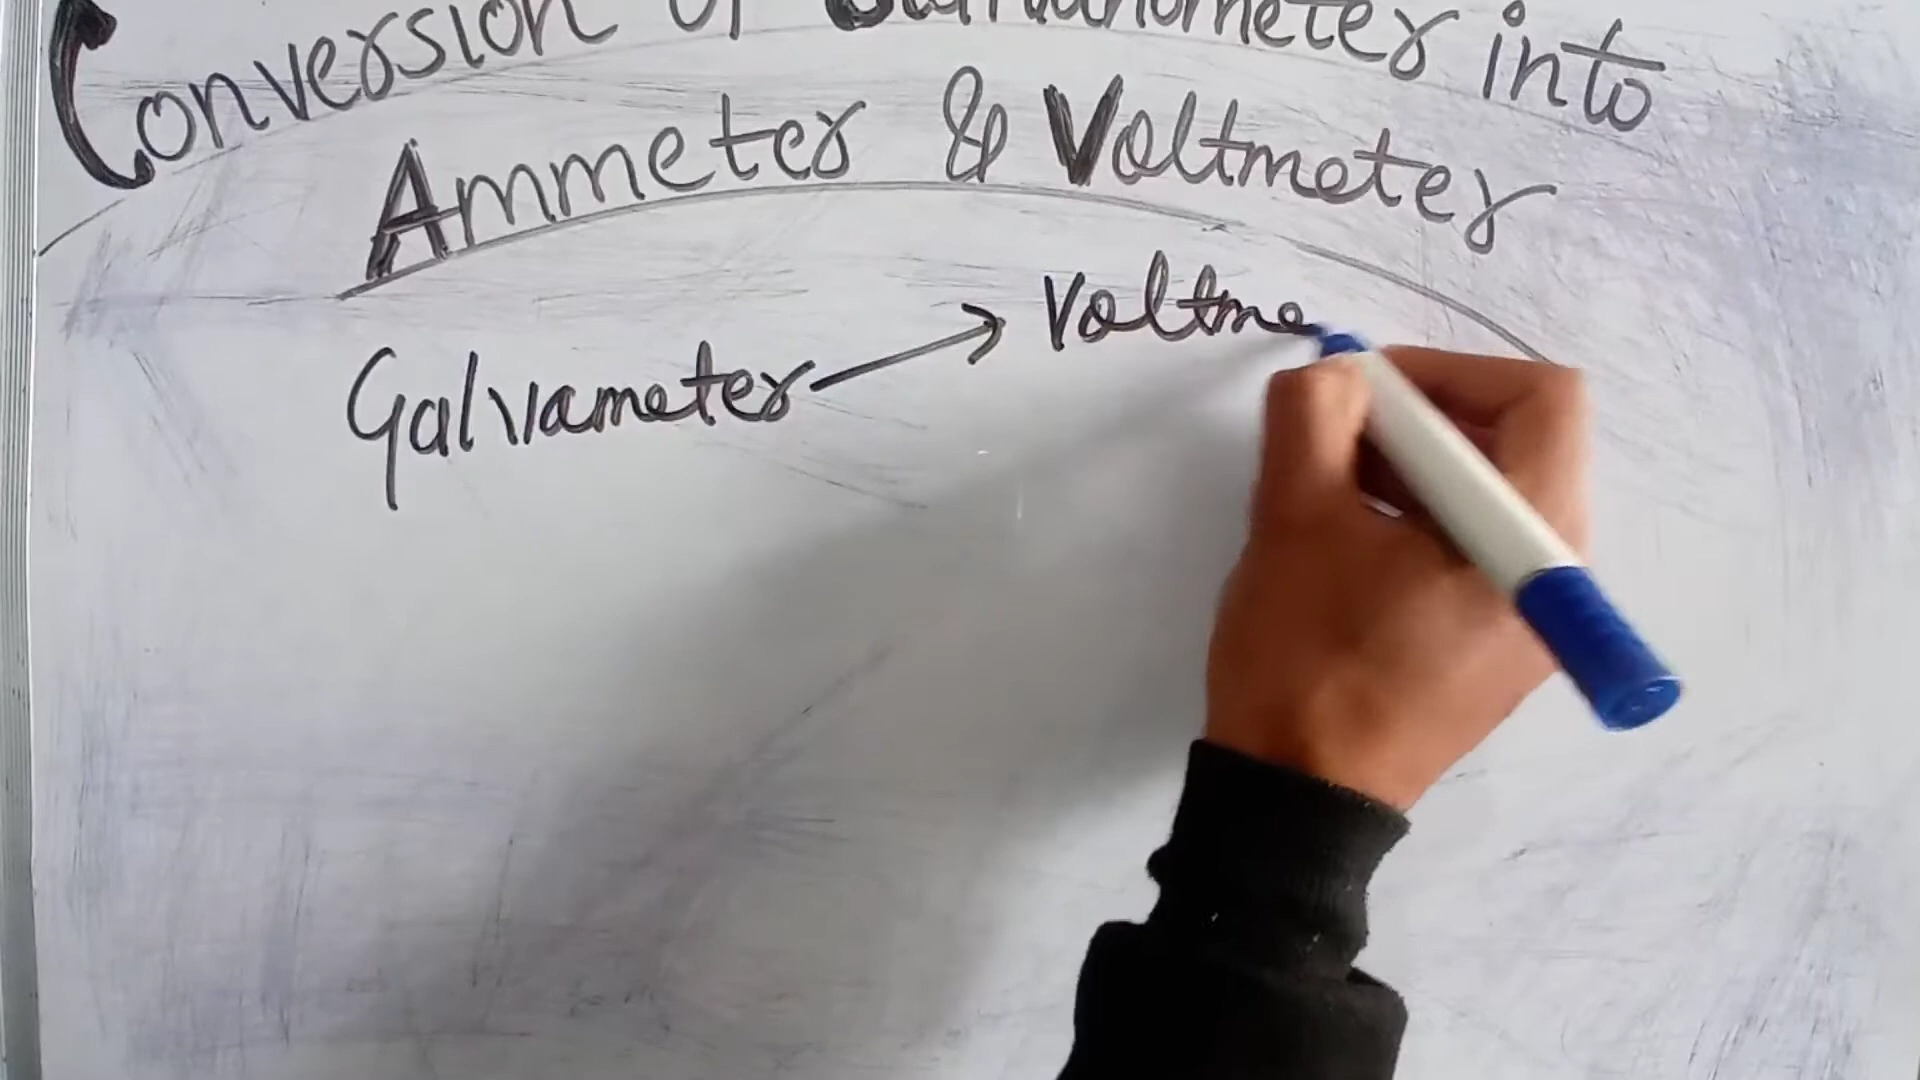 Conversion of into
Ammeter & Voltmeter
Galvameter → Voltme